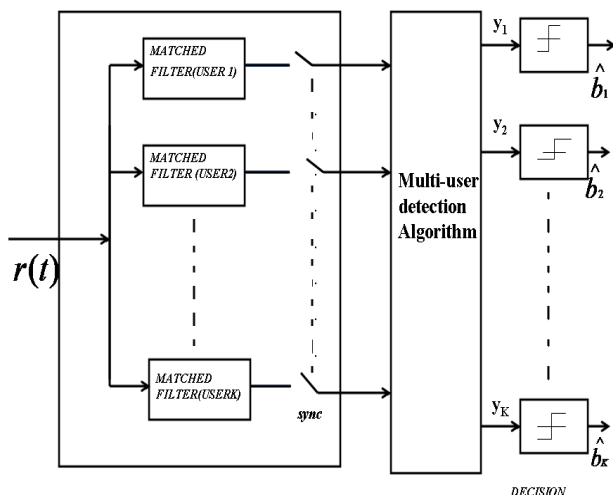 y1
MATCHED
FILTER(USER 1)
b̂1
y2
MATCHED
FILTER (USER2)
b̂2
Multi-user
detection
Algorithm
r(t)
MATCHED
FILTER(USERK)
sync
yK
b̂K
DECISION